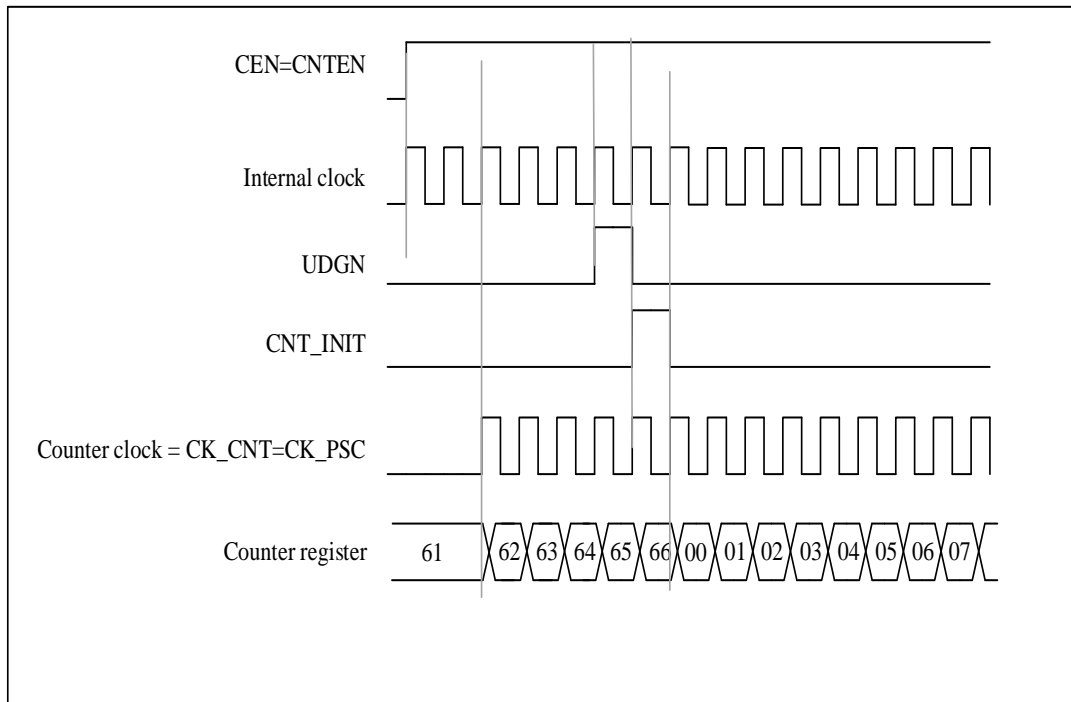 CEN=CNTEN
Internal clock
UDGN
CNT_INIT
Counter clock = CK_CNT=CK_PSC
Counter register 61 62 63 64 65 66 00 01 02 03 04 05 06 07